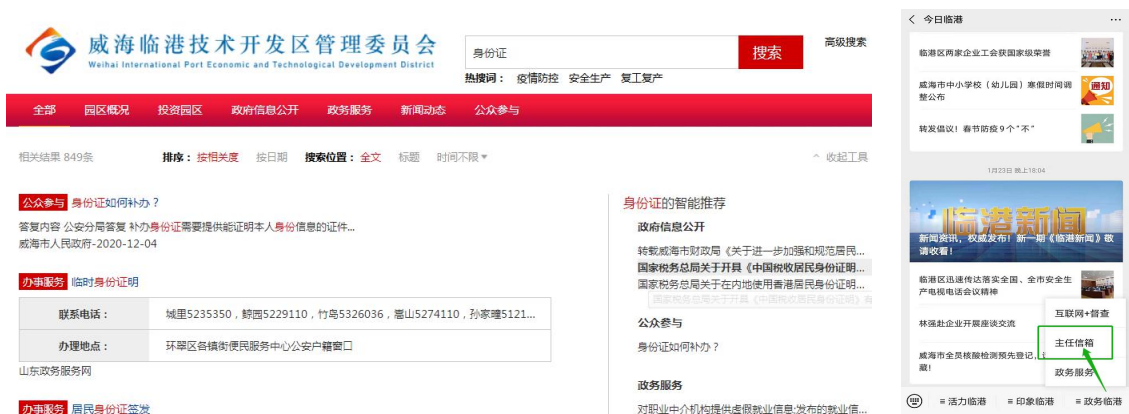 威海临港技术开发区管理委员会
Weihai International Port Economic and Technological Development District
身份证
搜索
高级搜索
热搜词： 疫情防控 安全生产 复工复产
全部 园区概况 投资园区 政府信息公开 政务服务 新闻动态 公众参与
相关结果 849条 排序：按相关度 按日期 搜索位置：全文 标题 时间不限▼ ^ 收起工具
公众参与 身份证如何补办？
答复内容 公安分局答复 补办身份证需要提供能证明本人身份信息的证件...
威海市人民政府-2020-12-04
办事服务 临时身份证明
联系电话： 城里5235350，鲸园5229110，竹岛5326036，嵩山5274110，孙家疃5121...
办理地点： 环翠区各镇街便民服务中心公安户籍窗口
山东政务服务网
办事服务 居民身份证签发
身份证的智能推荐
政府信息公开
转载威海市财政局《关于进一步加强和规范居民...
国家税务总局关于开具《中国税收居民身份证明...
国家税务总局关于在内地使用香港居民身份证明...
国家税务总局关于开具《中国税收居民身份证明》有
公众参与
身份证如何补办？
政务服务
对职业中介机构提供虚假就业信息;发布的就业信...
< 今日临港 ...
临港区两家企业工会获国家级荣誉
威海市中小学校（幼儿园）寒假时间调
整公布
通知
转发倡议！春节防疫9个"不"
1月23日 晚上18:04
临港新闻
新闻资讯，权威发布！新一期《临港新闻》敬
请收看！
临港区迅速传达落实全国、全市安全生
产电视电话会议精神
林强赴企业开展座谈交流
威海市全员核酸检测预先登记，
藏！
互联网+督查
主任信箱
政务服务
≡ 活力临港 ≡ 印象临港 ≡ 政务临港